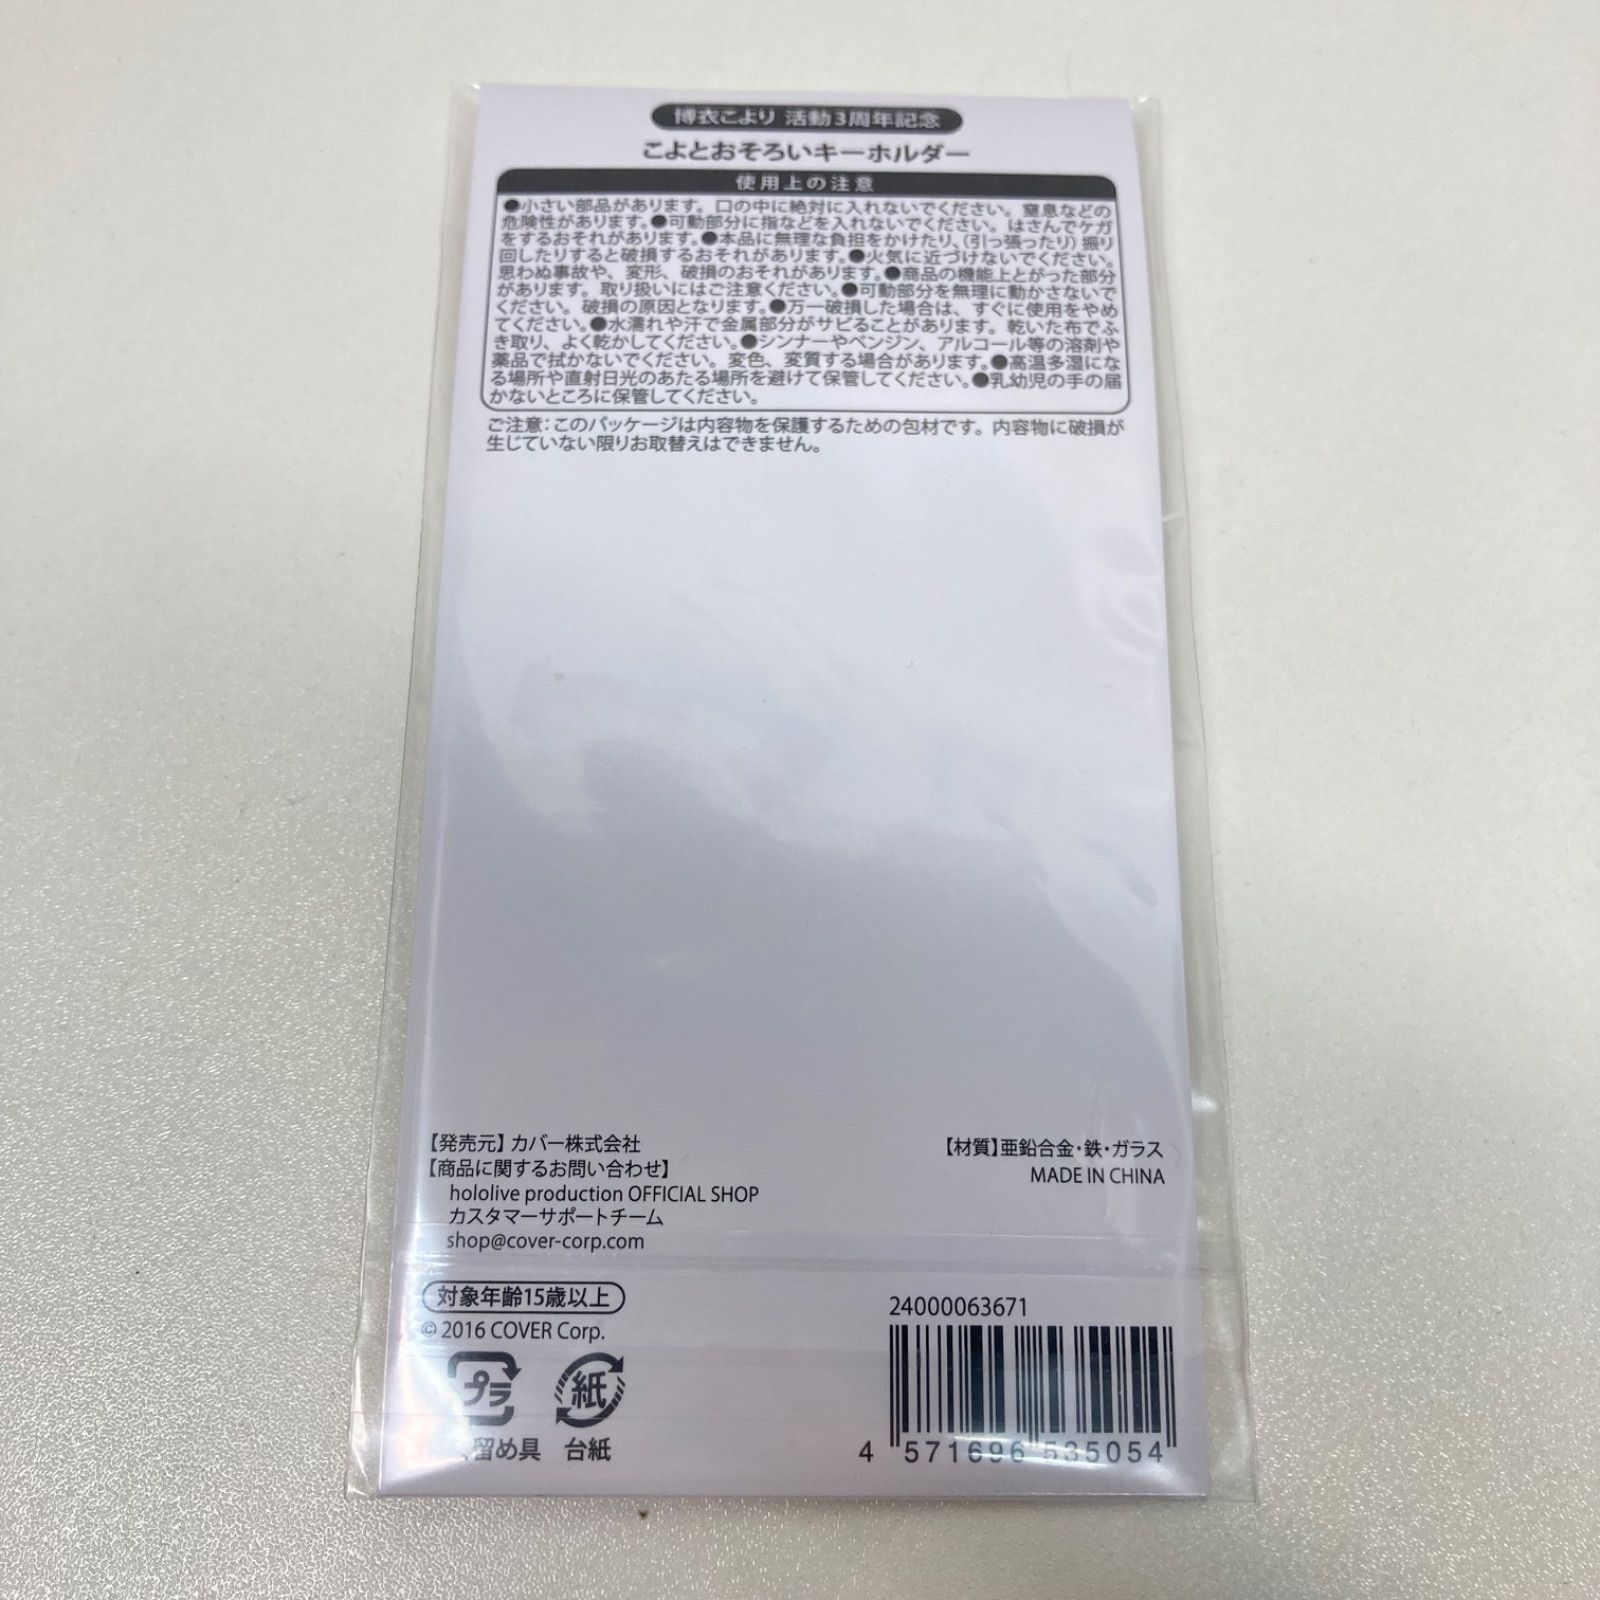 博衣こより 活動3周年記念
こよとおそろいキーホルダー
使用上の注意
●小さい部品があります。口の中に絶対に入れないでください。窒息などの
危険性があります。●可動部分に指などを入れないでください。はさんでケガ
をするおそれがあります。●本品に無理な負担をかけたり、(引っ張ったり) 振り
回したりすると破損するおそれがあります。●火気に近づけないでください。
思わぬ事故や、変形、破損のおそれがあります。●商品の機能上とがった部分
があります。取り扱いにはご注意ください。●可動部分を無理に動かさないで
ください。破損の原因となります。●万一破損した場合は、すぐに使用をやめ
てください。●水濡れや汗で金属部分がサビることがあります。乾いた布でふ
き取り、よく乾かしてください。●シンナーやベンジン、アルコール等の溶剤や
薬品で拭かないでください。変色、変質する場合があります。●高温多湿にな
る場所や直射日光のあたる場所を避けて保管してください。●乳幼児の手の届
かないところに保管してください。
ご注意：このパッケージは内容物を保護するための包材です。内容物に破損が
生じていない限りお取替えはできません。
【発売元】カバー株式会社
【商品に関するお問い合わせ】
hololive production OFFICIAL SHOP
カスタマーサポートチーム
shop@cover-corp.com
【材質】亜鉛合金・鉄・ガラス
MADE IN CHINA
対象年齢15歳以上
© 2016 COVER Corp.
プラ 紙
留め具 台紙
24000063671
4 571696 535054